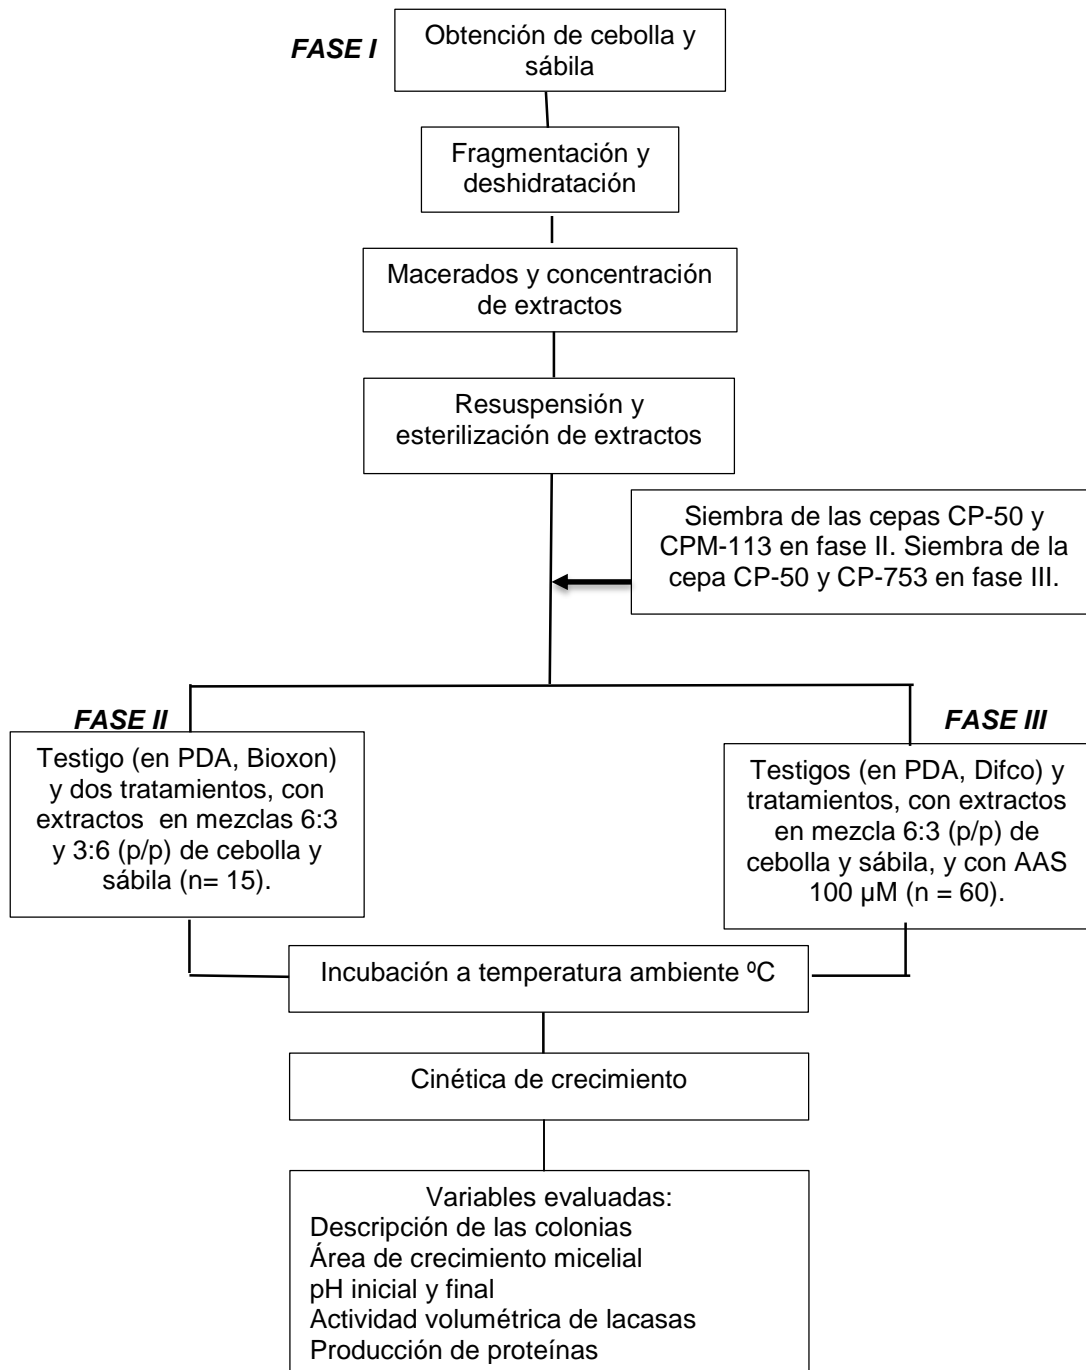 FASE I
Obtención de cebolla y
sábila
Fragmentación y
deshidratación
Macerados y concentración
de extractos
Resuspensión y
esterilización de extractos
Siembra de las cepas CP-50 y
CPM-113 en fase II. Siembra de la
cepa CP-50 y CP-753 en fase III.
FASE II
Testigo (en PDA, Bioxon)
y dos tratamientos, con
extractos en mezclas 6:3
y 3:6 (p/p) de cebolla y
sábila (n= 15).
FASE III
Testigos (en PDA, Difco) y
tratamientos, con extractos
en mezcla 6:3 (p/p) de
cebolla y sábila, y con AAS
100 µM (n = 60).
Incubación a temperatura ambiente ºC
Cinética de crecimiento
Variables evaluadas:
Descripción de las colonias
Área de crecimiento micelial
pH inicial y final
Actividad volumétrica de lacasas
Producción de proteínas